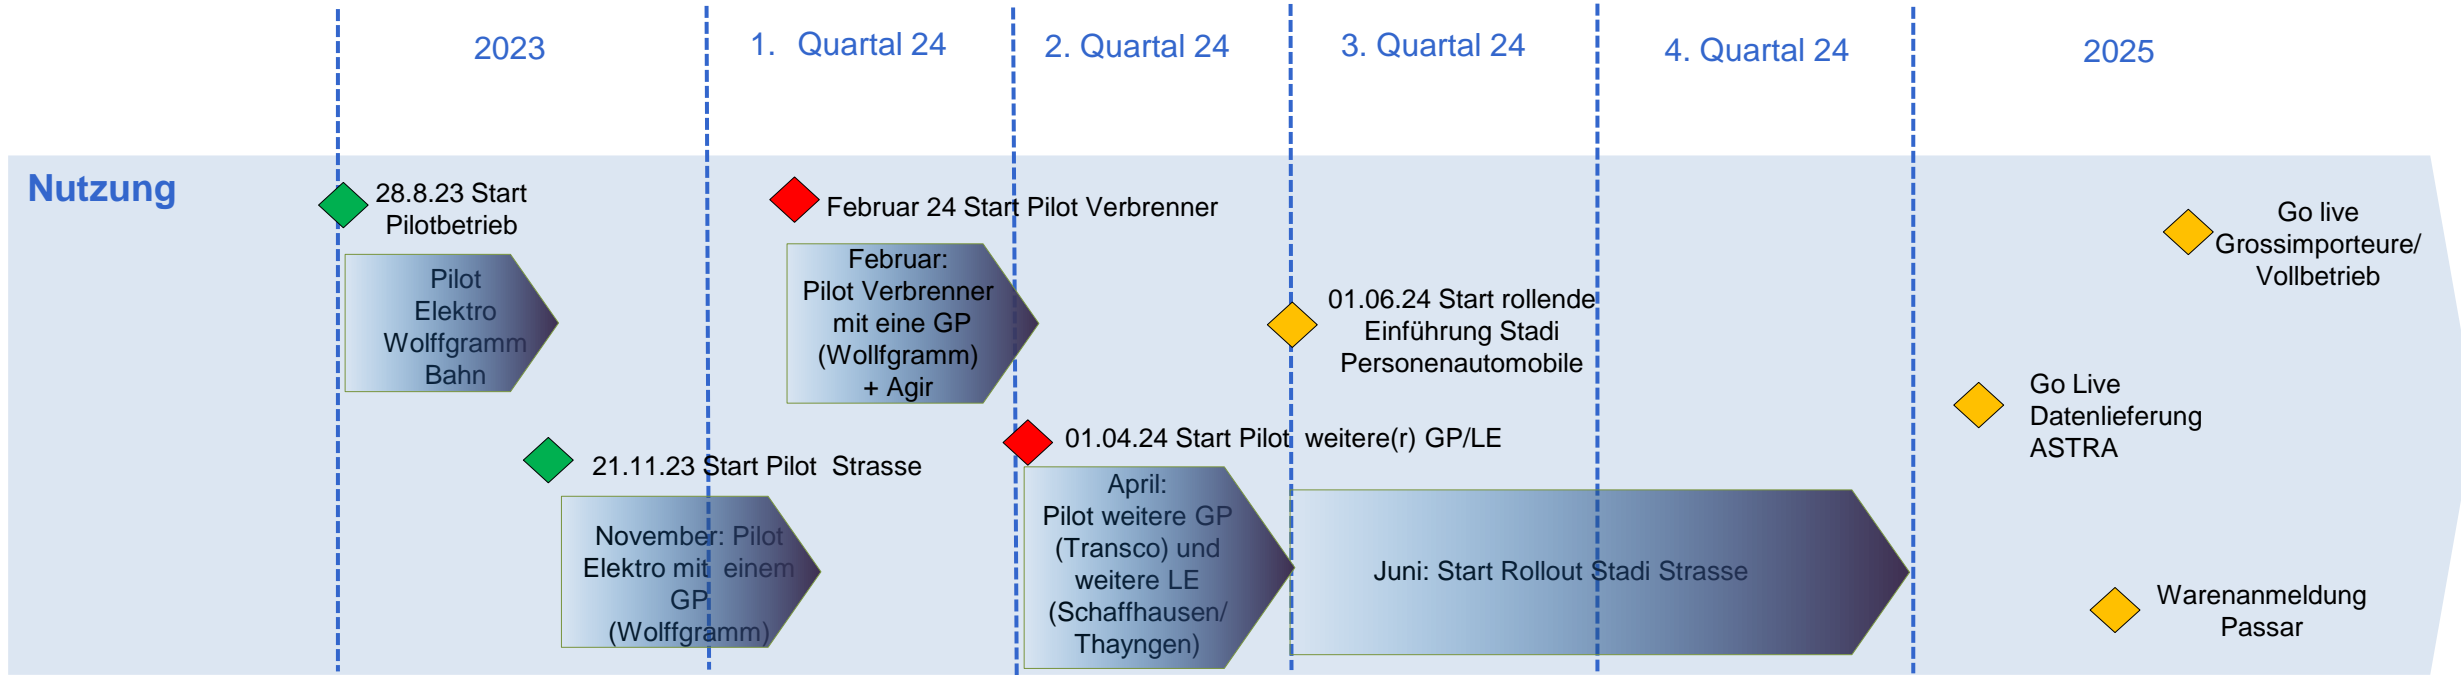 2023
1. Quartal 24
2. Quartal 24
3. Quartal 24
4. Quartal 24
2025
Nutzung
28.8.23 Start
Pilotbetrieb
Pilot
Elektro
Wolffgramm
Bahn
21.11.23 Start Pilot Strasse
November: Pilot
Elektro mit einem
GP
(Wolffgramm)
Februar 24 Start Pilot Verbrenner
Februar:
Pilot Verbrenner
mit eine GP
(Wollfgramm)
+ Agir
01.04.24 Start Pilot weitere(r) GP/LE
April:
Pilot weitere GP
(Transco) und
weitere LE
(Schaffhausen/
Thayngen)
01.06.24 Start rollende
Einführung Stadi
Personenautomobile
Juni: Start Rollout Stadi Strasse
Go live
Grossimporteure/
Vollbetrieb
Go Live
Datenlieferung
ASTRA
Warenanmeldung
Passar